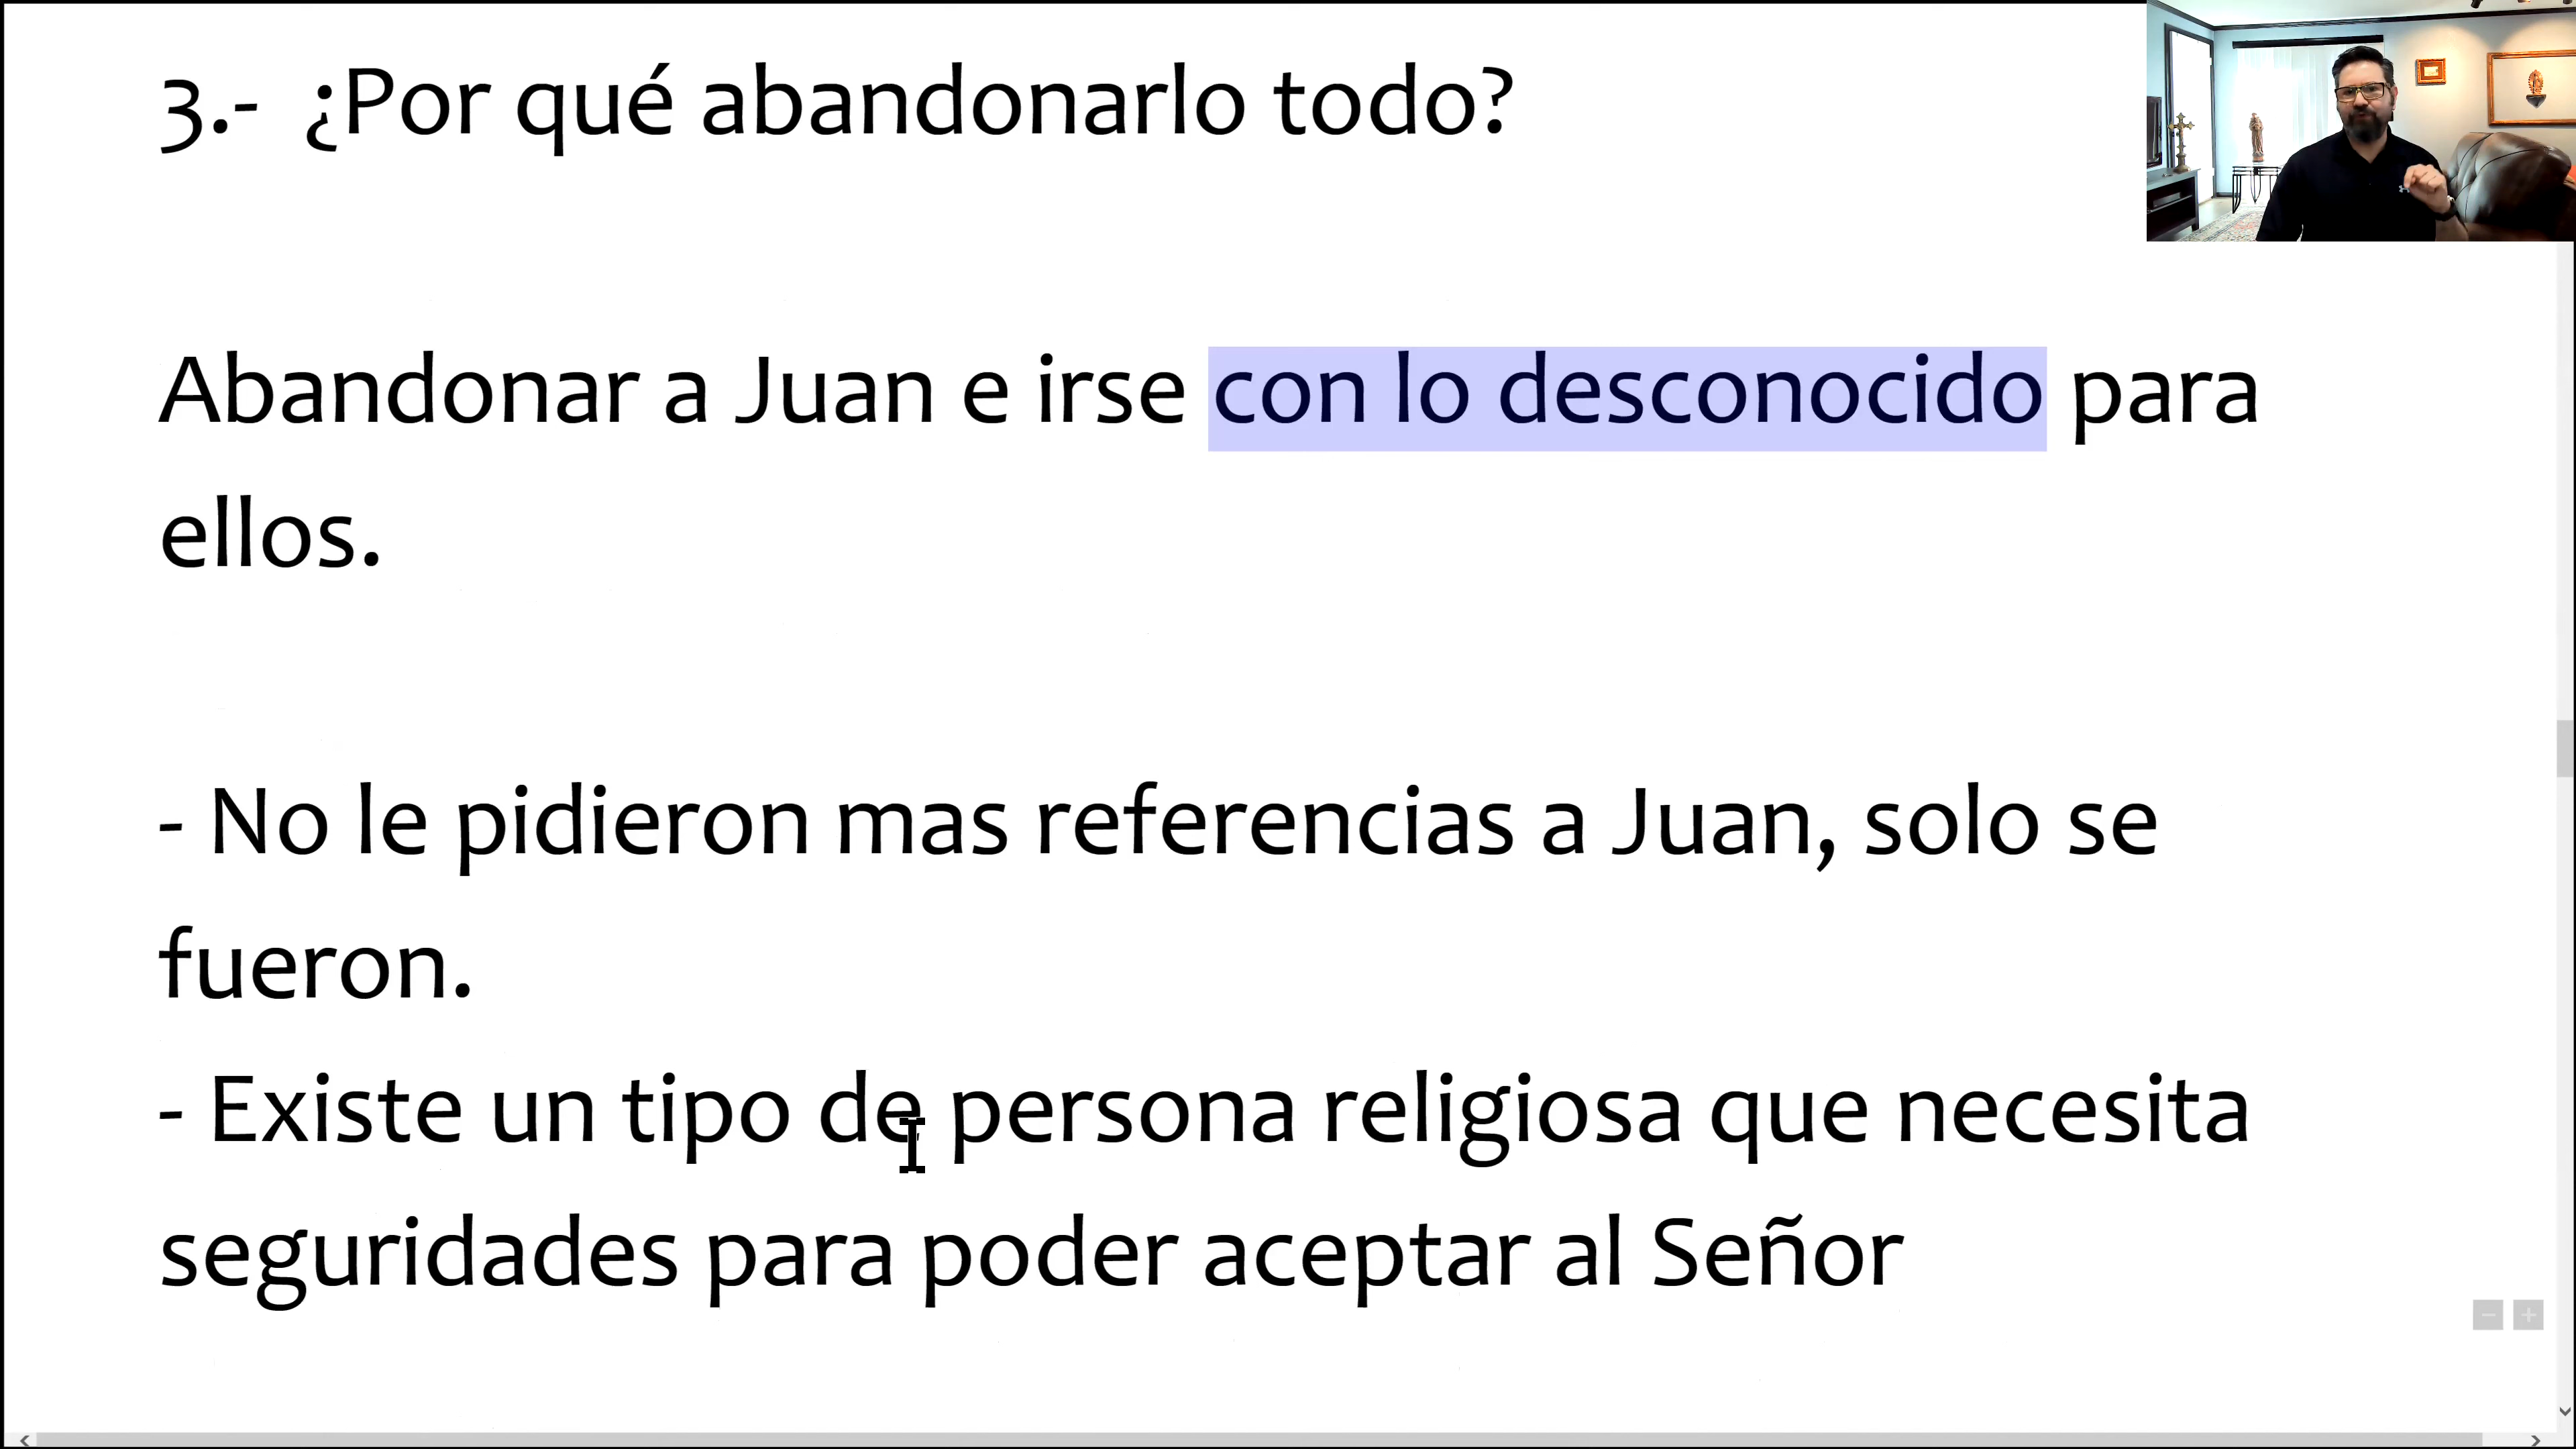 3.- ¿Por qué abandonarlo todo?
Abandonar a Juan e irse con lo desconocido para
ellos.
- No le pidieron mas referencias a Juan, solo se
fueron.
- Existe un tipo de persona religiosa que necesita
seguridades para poder aceptar al Señor